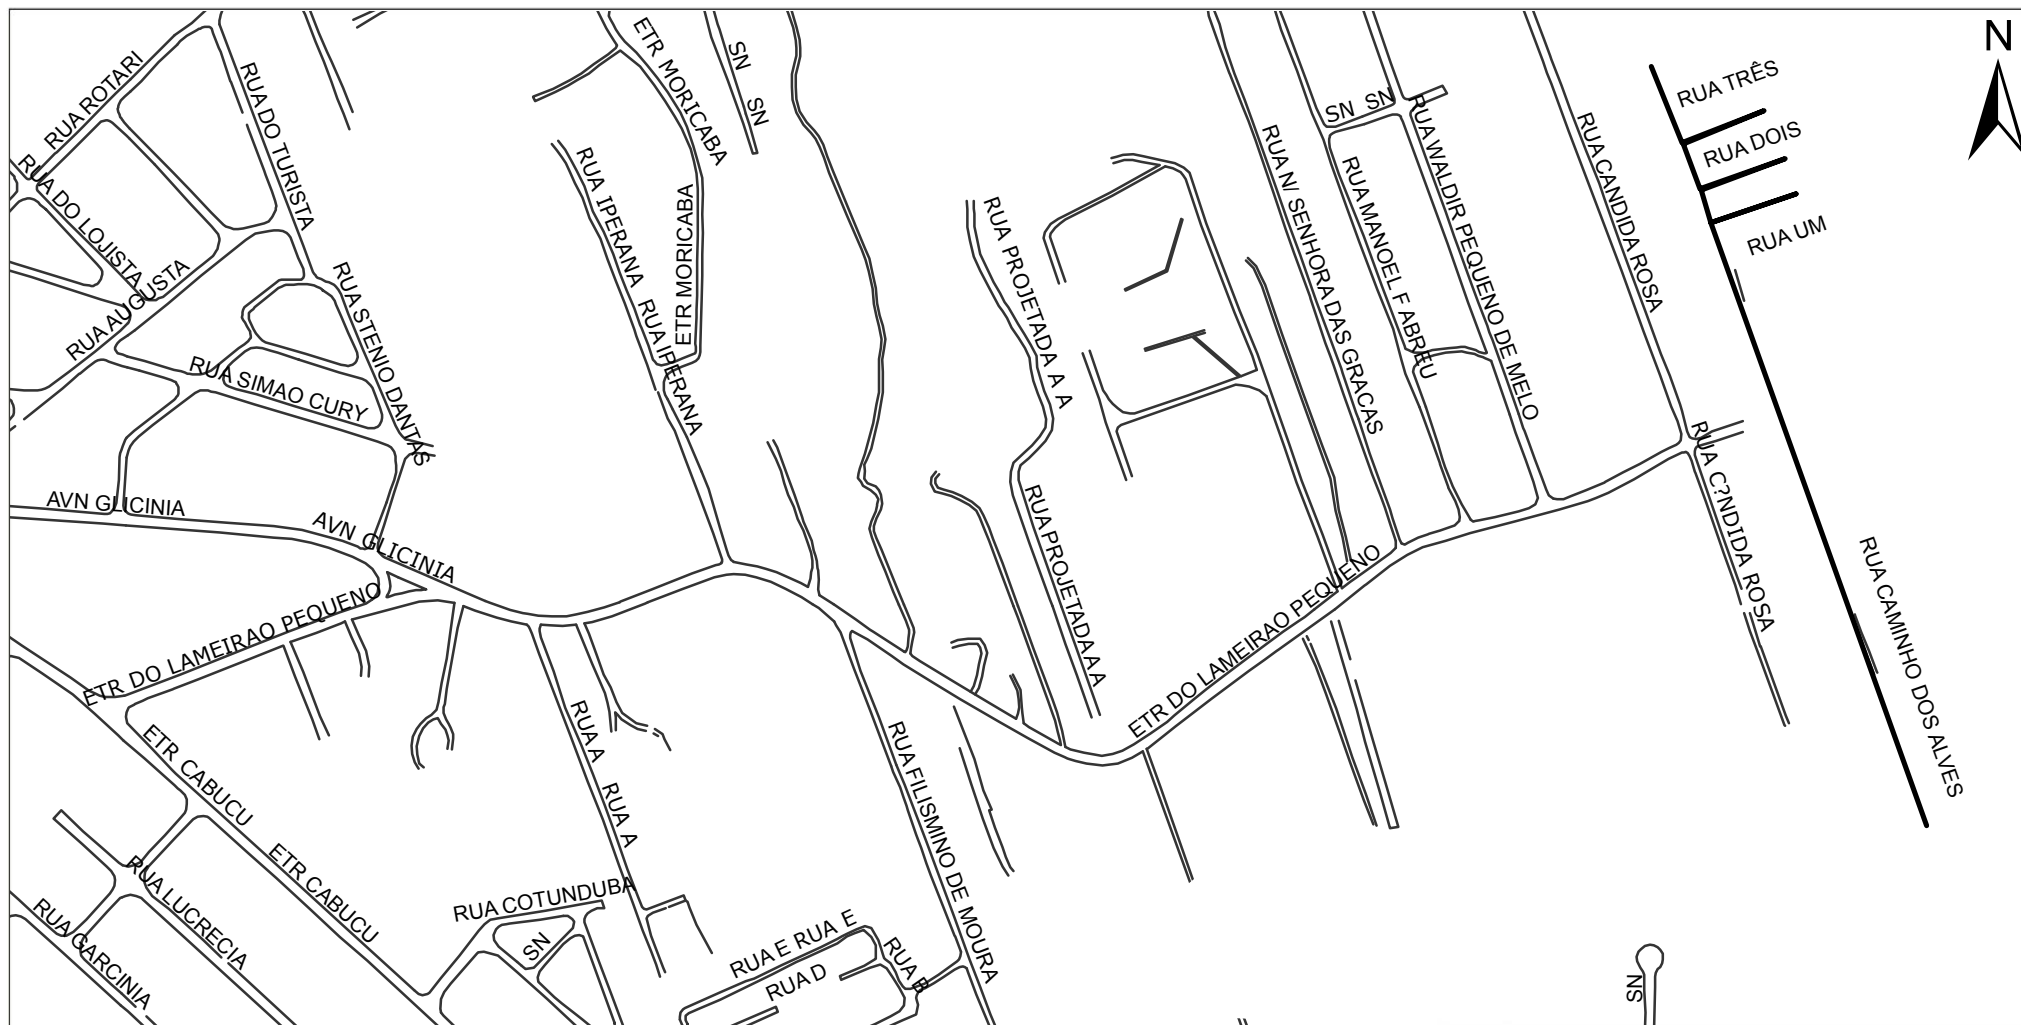 N
ETR MORICABA
SN
SN
RUA ROTARI
RUA DO TURISTA
RUA TRÊS
SN SN
RUA WALDIR PEQUENO DE MELO
RUA CANDIDA ROSA
RUA DOIS
RUA N/ SENHORA DAS GRACAS
RUA IPERANA
RUA DO LOJISTA
RUA MANOEL F ABREU
ETR MORICABA
RUA PROJETADA A A
RUA UM
RUA AUGUSTA
RUA STENIO DANTAS
RUA IPERANA
RUA SIMAO CURY
RUA C?NDIDA ROSA
AVN GLICINIA
AVN GLICINIA
RUA PROJETADA A A
ETR DO LAMEIRAO PEQUENO
ETR DO LAMEIRAO PEQUENO
RUA CAMINHO DOS ALVES
RUA A
RUA A
RUA FILISMINO DE MOURA
ETR CABUCU
ETR CABUCU
RUA LUCRECIA
RUA COTUNDUBA
RUA GARCINIA
SN
RUA E RUA E
RUA D
RUA B
SN